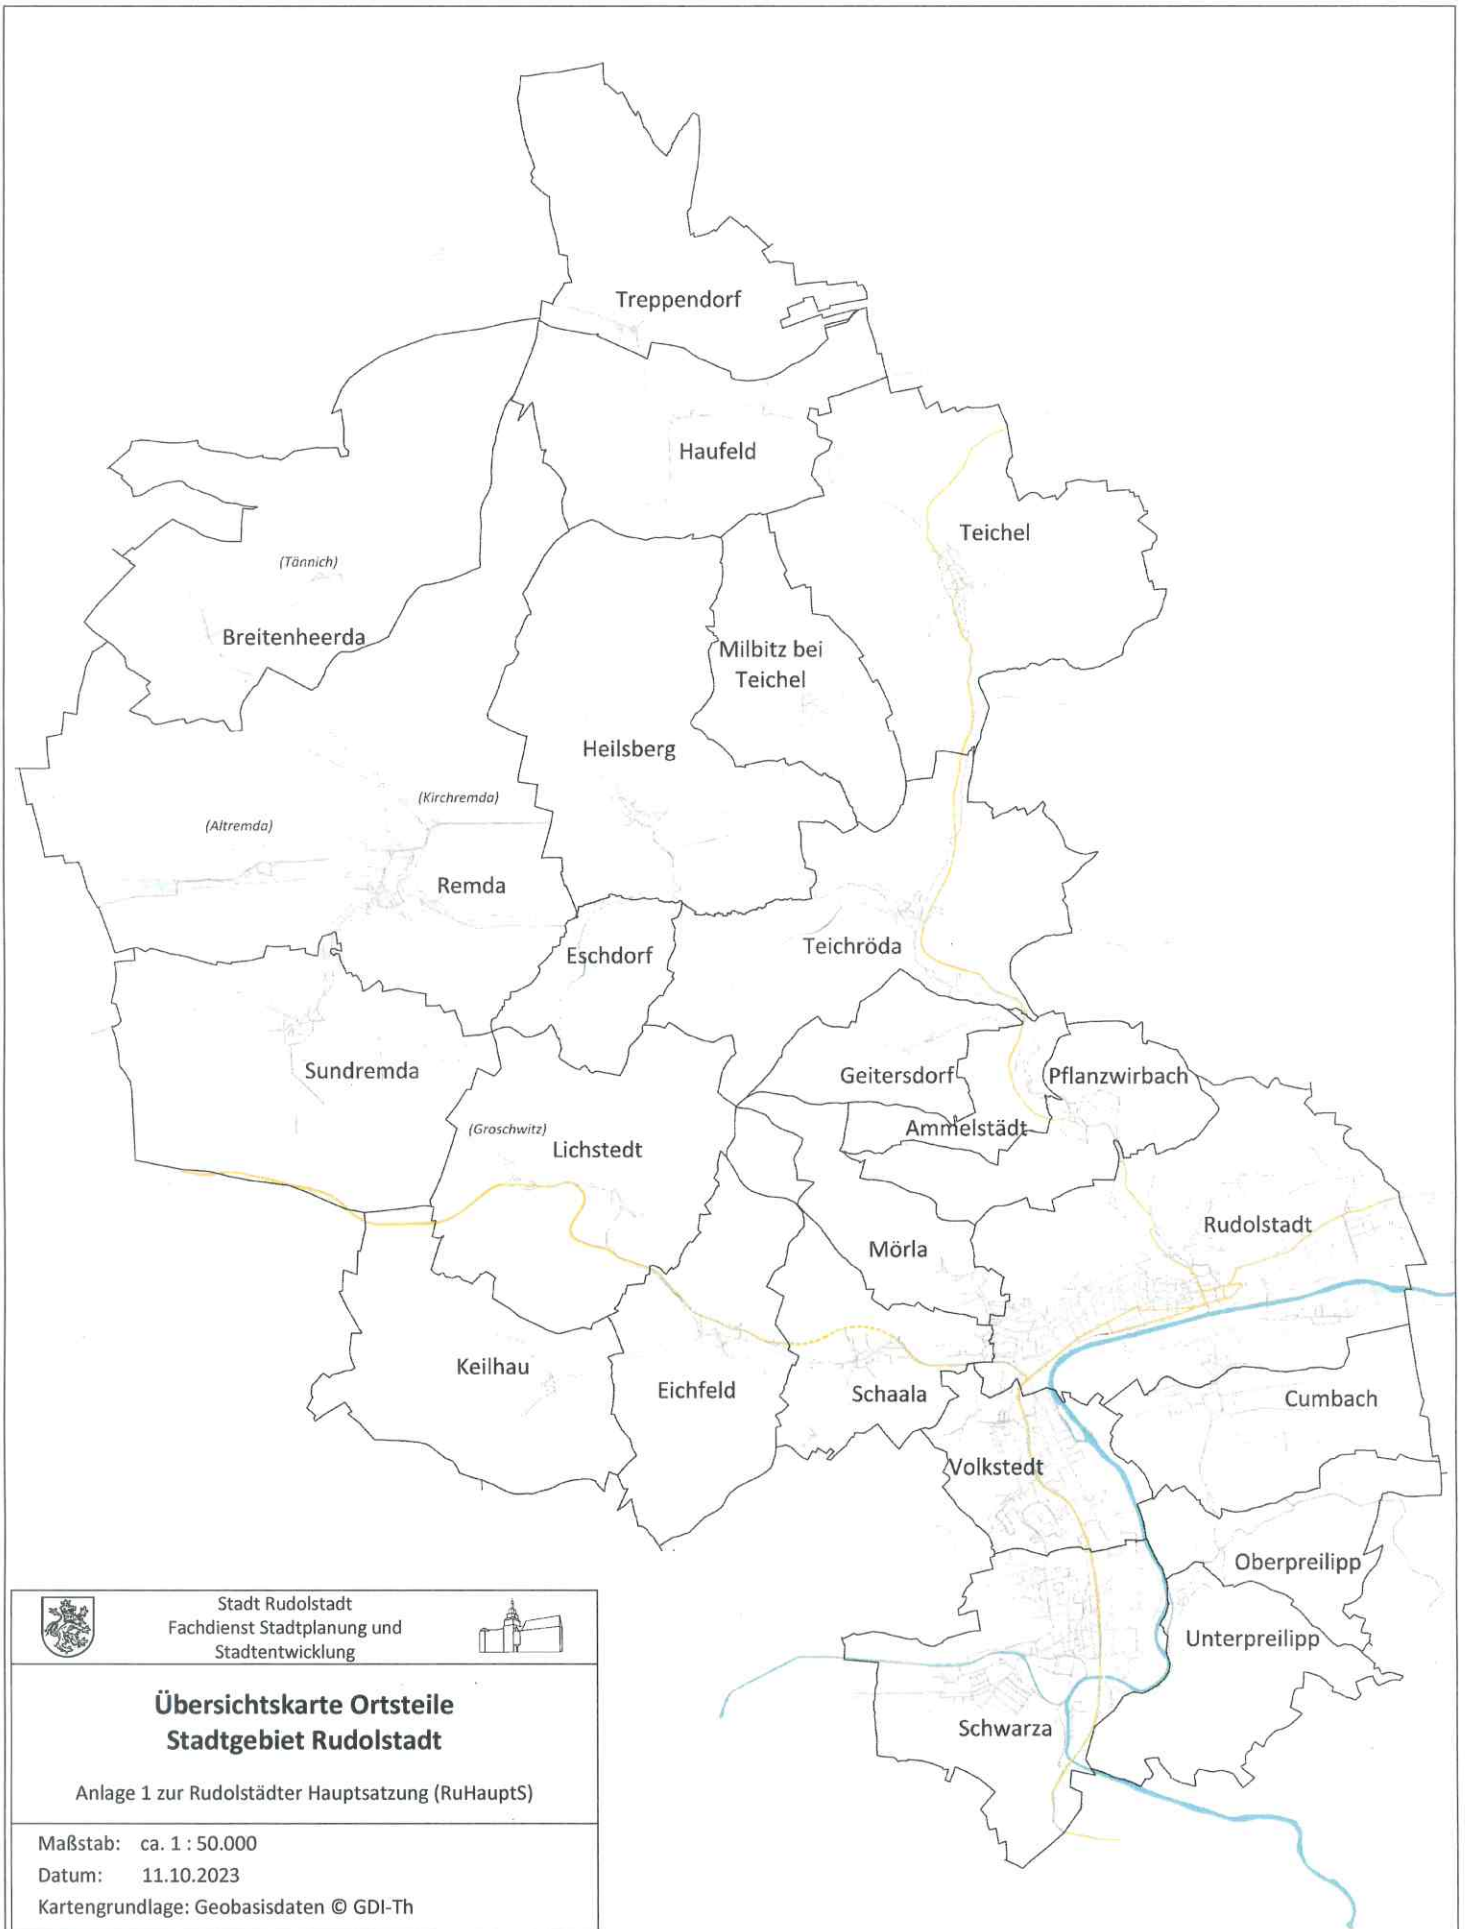 Treppendorf
Haufeld
Teichel
(Tännich)
Breitenheerda
Milbitz bei
Teichel
Heilsberg
(Kirchremda)
(Altremda)
Remda
Eschdorf
Teichröda
Sundremda
Geitersdorf
Pflanzwirbach
Ammelstädt
(Groschwitz)
Lichstedt
Rudolstadt
Mörla
Keilhau
Eichfeld
Schaala
Cumbach
Volkstedt
Oberpreilipp
Unterpreilipp
Schwarza
Stadt Rudolstadt
Fachdienst Stadtplanung und
Stadtentwicklung
Übersichtskarte Ortsteile
Stadtgebiet Rudolstadt
Anlage 1 zur Rudolstädter Hauptsatzung (RuHauptS)
Maßstab: ca. 1 : 50.000
Datum: 11.10.2023
Kartengrundlage: Geobasisdaten © GDI-Th